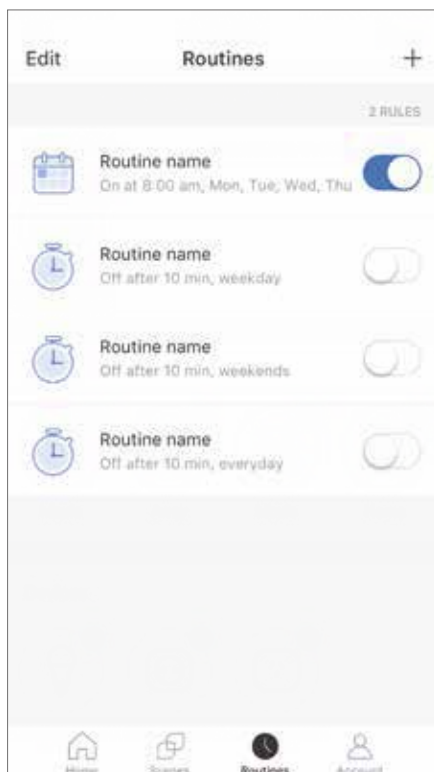 Edit Routines +
2 RULES
Routine name
On at 8:00 am, Mon, Tue, Wed, Thu
Routine name
Off after 10 min, weekday
Routine name
Off after 10 min, weekends
Routine name
Off after 10 min, everyday
Home Scenes Routines Account